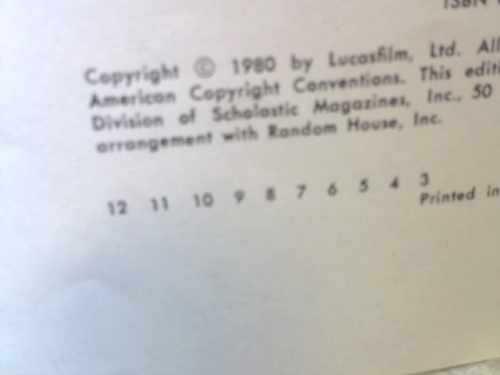 ISBN
Copyright © 1980 by Lucasfilm, Ltd. All
American Copyright Conventions. This editi
Division of Scholastic Magazines, Inc., 50
arrangement with Random House, Inc.
12 11 10 9 8 7 6 5 4 3
Printed in